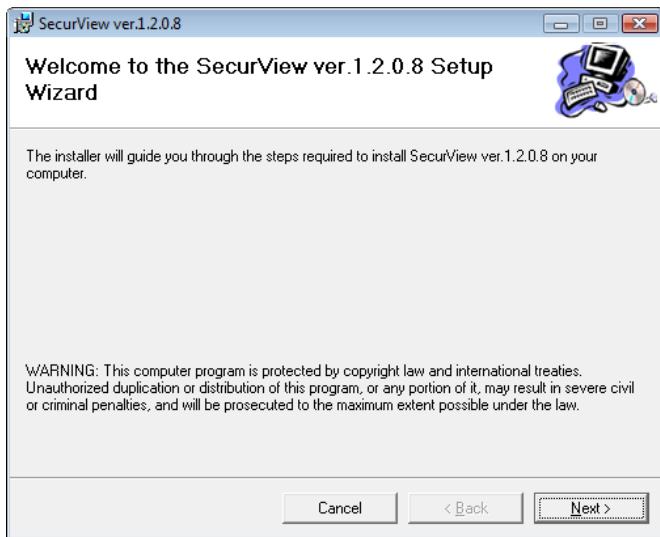 SecurView ver.1.2.0.8
Welcome to the SecurView ver.1.2.0.8 Setup
Wizard
The installer will guide you through the steps required to install SecurView ver.1.2.0.8 on your
computer.
WARNING: This computer program is protected by copyright law and international treaties.
Unauthorized duplication or distribution of this program, or any portion of it, may result in severe civil
or criminal penalties, and will be prosecuted to the maximum extent possible under the law.
Cancel
< Back
Next >